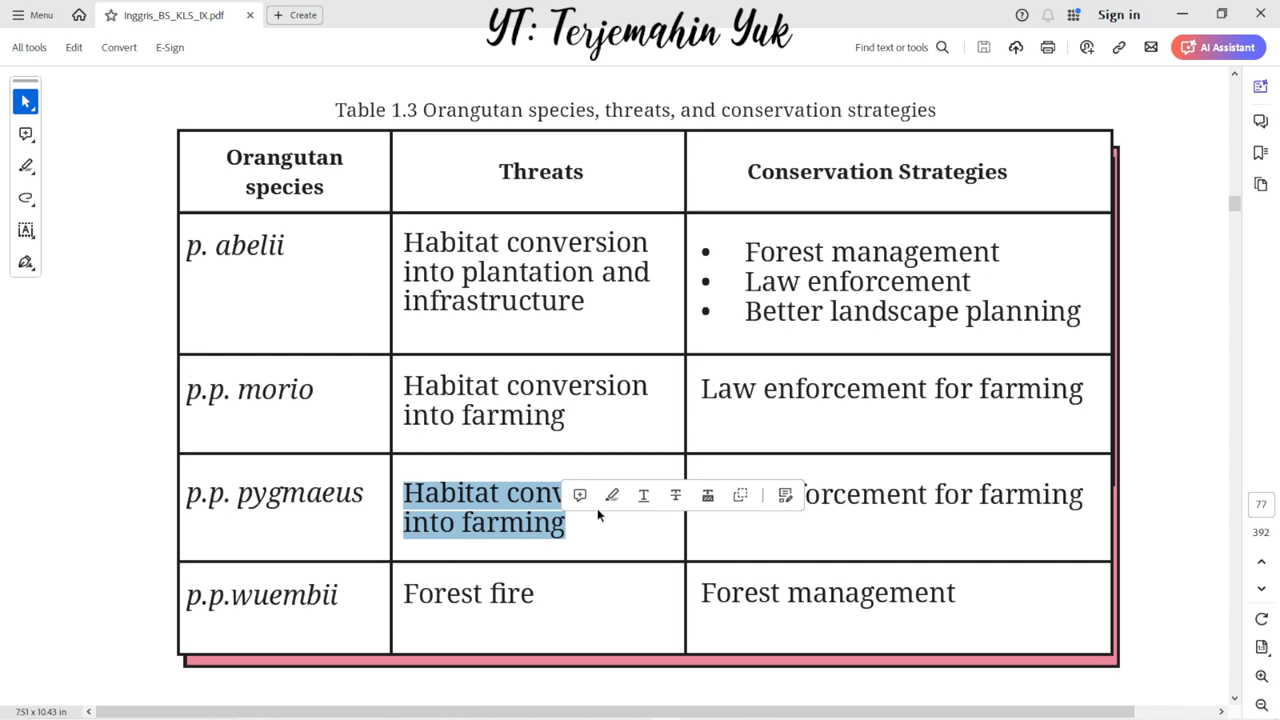 Menu
Inggris_BS_KLS_IX.pdf
Create
YT: Terjemahin Yuk
Sign in
All tools
Edit
Convert
E-Sign
Find text or tools
AI Assistant
Table 1.3 Orangutan species, threats, and conservation strategies
Orangutan
species
Threats
Conservation Strategies
p. abelii
Habitat conversion
into plantation and
infrastructure
• Forest management
• Law enforcement
• Better landscape planning
p.p. morio
Habitat conversion
into farming
Law enforcement for farming
p.p. pygmaeus
Habitat conv
into farming
orcement for farming
p.p.wuembii
Forest fire
Forest management
77
392
7.51 x 10.43 in